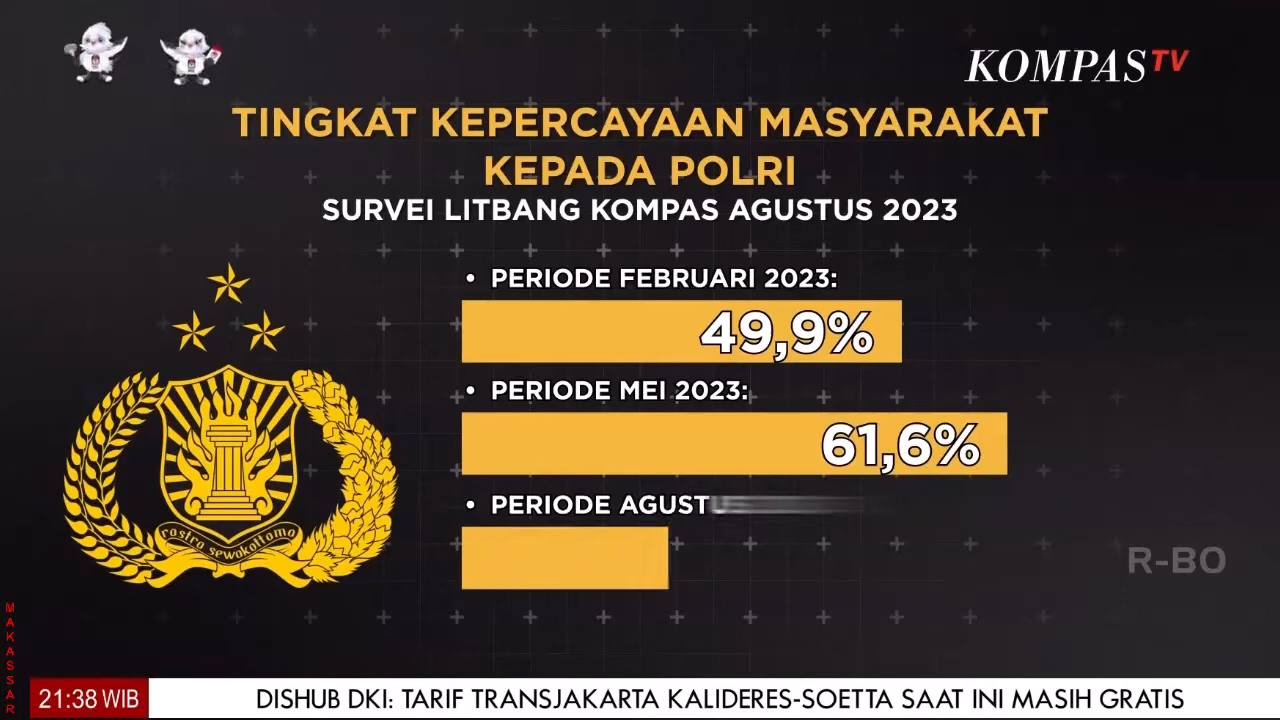 KOMPAS TV
TINGKAT KEPERCAYAAN MASYARAKAT
KEPADA POLRI
SURVEI LITBANG KOMPAS AGUSTUS 2023
• PERIODE FEBRUARI 2023:
49,9%
• PERIODE MEI 2023:
61,6%
• PERIODE AGUST
rastra sewakottama
R-BO
MAKASSAR
21:38 WIB
DISHUB DKI: TARIF TRANSJAKARTA KALIDERES-SOETTA SAAT INI MASIH GRATIS